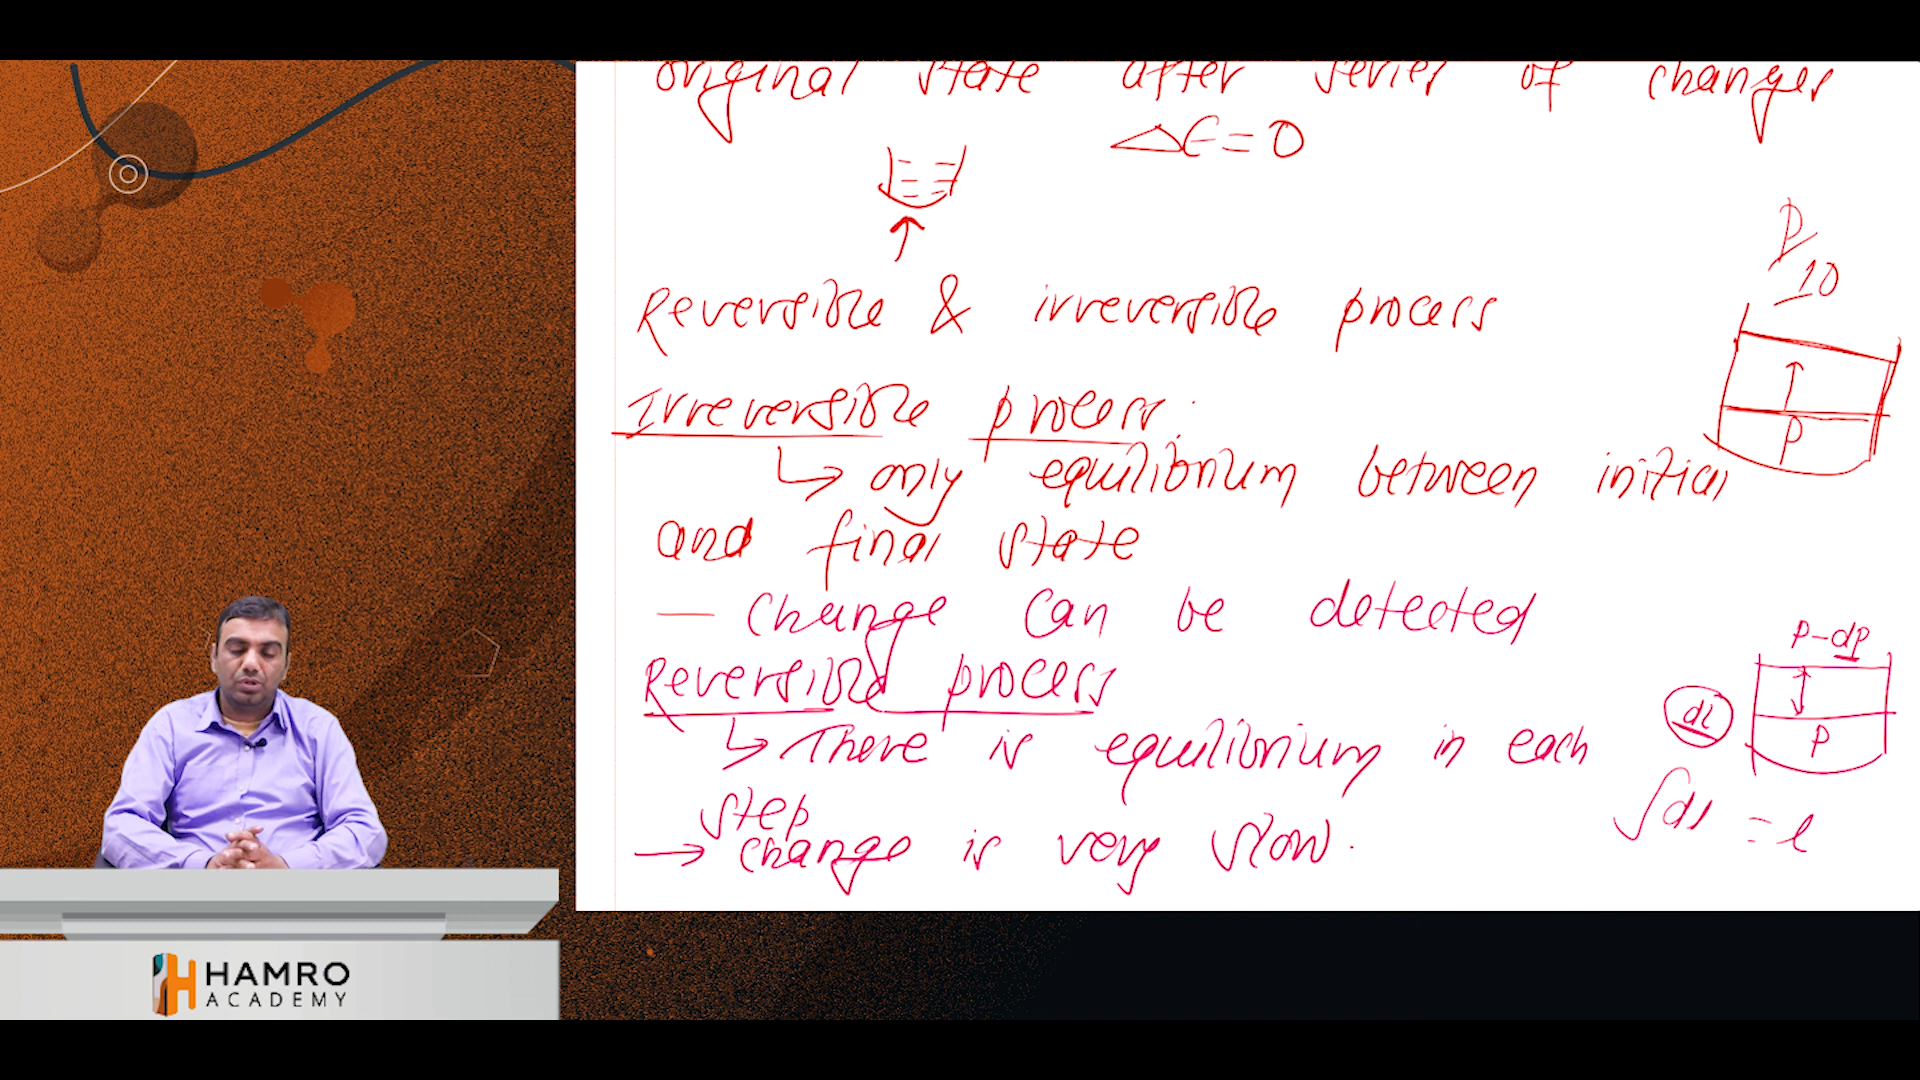 original state after series of changes
ΔE = 0
P/10
Reversible & irreversible process
P
Irreversible process:
↳ only equilibrium between initial
and final state
— Change can be detected
P-dp
Reversible process
dl
P
↳ There is equilibrium in each
step
∫dl = l
→ change is very slow.
HAMRO
ACADEMY